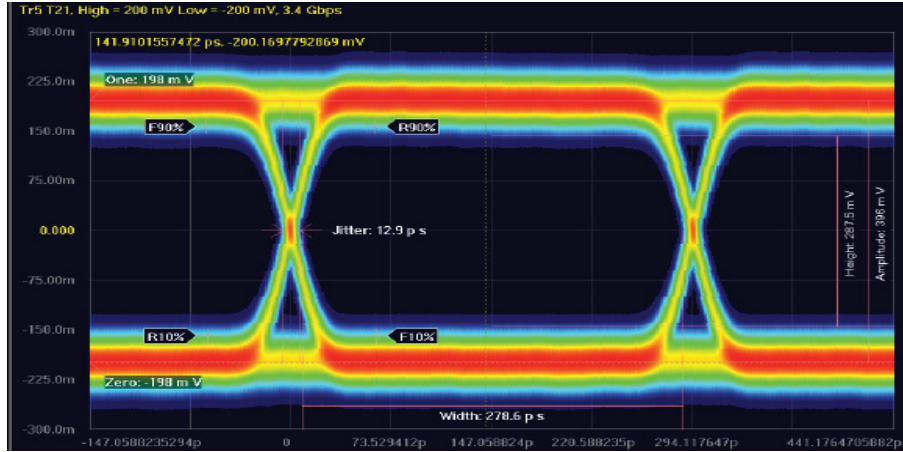 Tr5 T21, High = 200 mV Low = -200 mV, 3.4 Gbps
300.0m
141.9101557472 ps, -200.1697792869 mV
225.0m
One: 198 m V
150.0m
F90%
R90%
75.00m
0.000
Jitter: 12.9 p s
Height: 287.5 m V
Amplitude: 396 m V
-75.00m
-150.0m
R10%
F10%
-225.0m
Zero: -198 m V
Width: 278.6 p s
-300.0m
-147.0588235294p
0
73.529412p
147.058824p
220.588235p
294.117647p
441.1764705882p